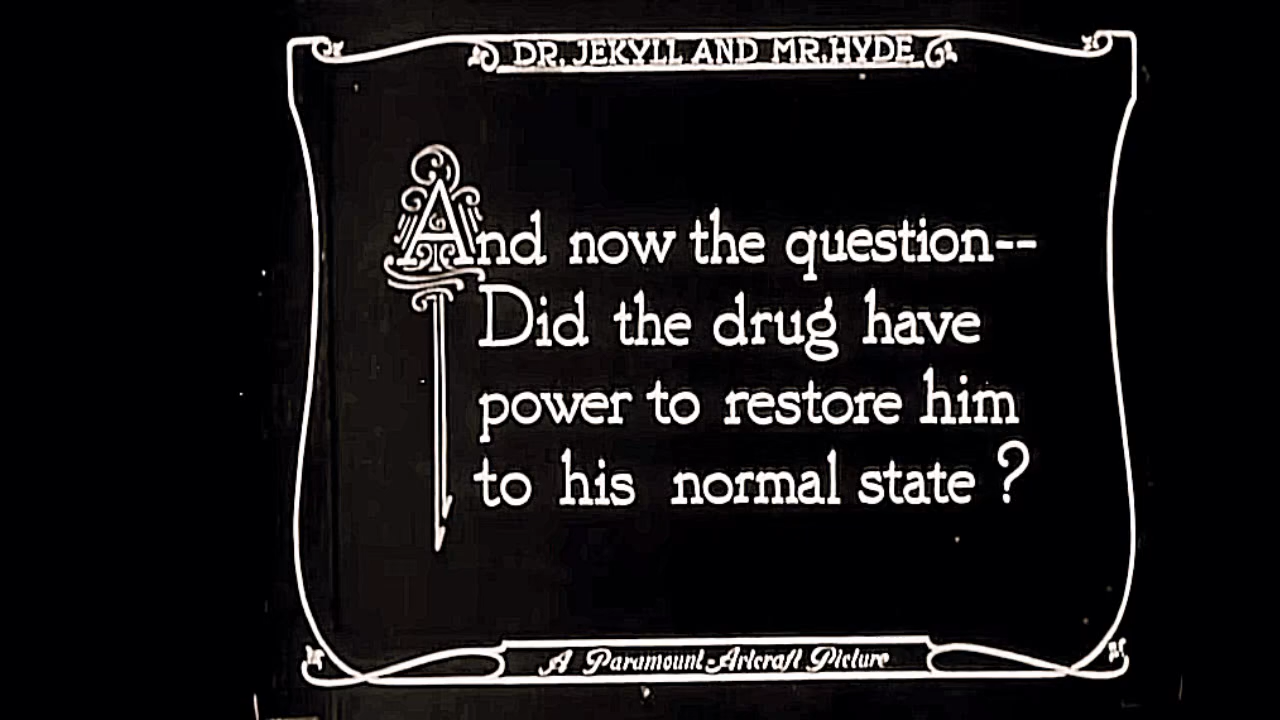 DR. JEKYLL AND MR. HYDE
And now the question--
Did the drug have
power to restore him
to his normal state ?
A Paramount-Artcraft Picture